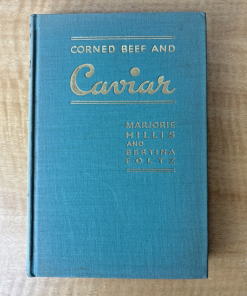 CORNED BEEF AND
Caviar
MARJORIE
HILLIS
AND
BERTINA
FOLTZ